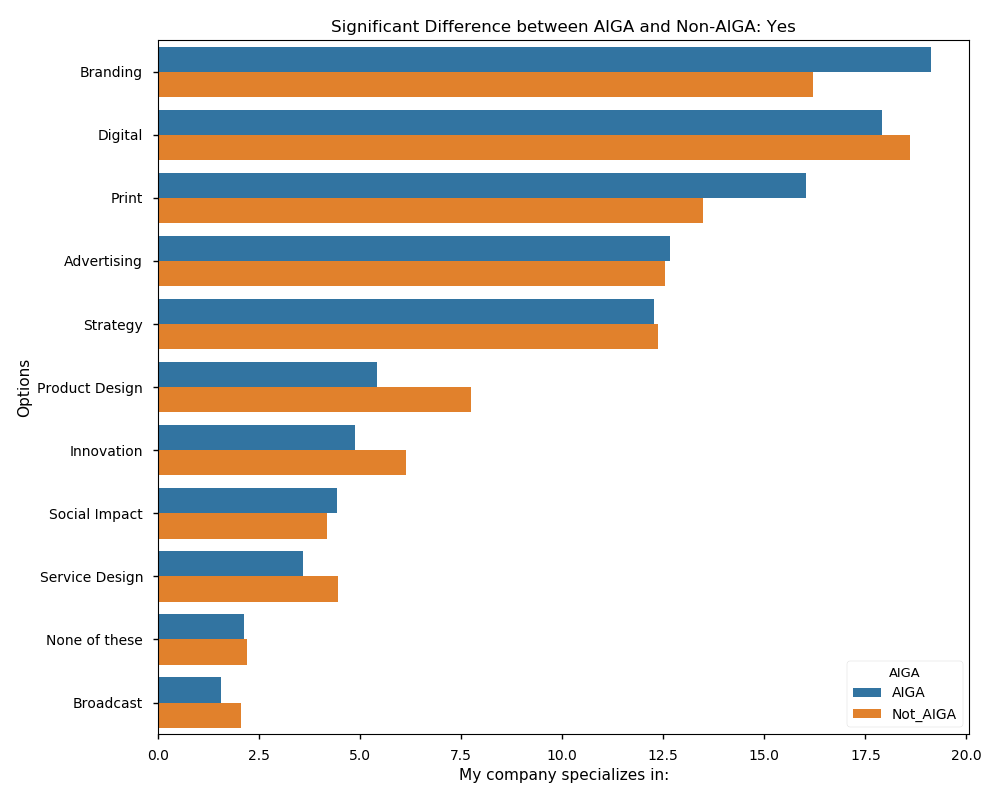 Significant Difference between AIGA and Non-AIGA: Yes
Options
Branding
Digital
Print
Advertising
Strategy
Product Design
Innovation
Social Impact
Service Design
None of these
Broadcast
AIGA
AIGA
Not_AIGA
0.0 2.5 5.0 7.5 10.0 12.5 15.0 17.5 20.0
My company specializes in: